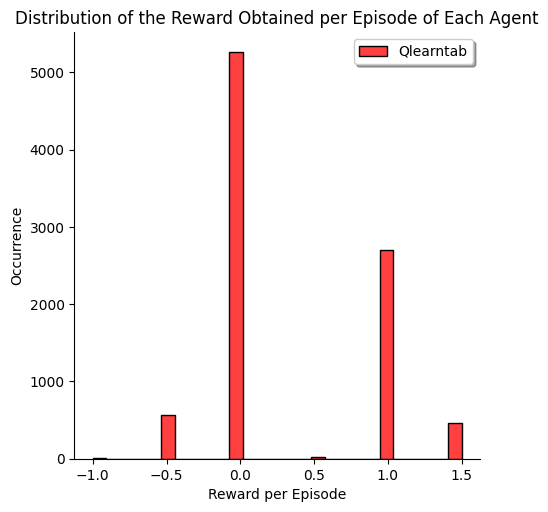 Distribution of the Reward Obtained per Episode of Each Agent
Qlearntab
5000
4000
3000
2000
1000
0
Occurrence
−1.0 −0.5 0.0 0.5 1.0 1.5
Reward per Episode